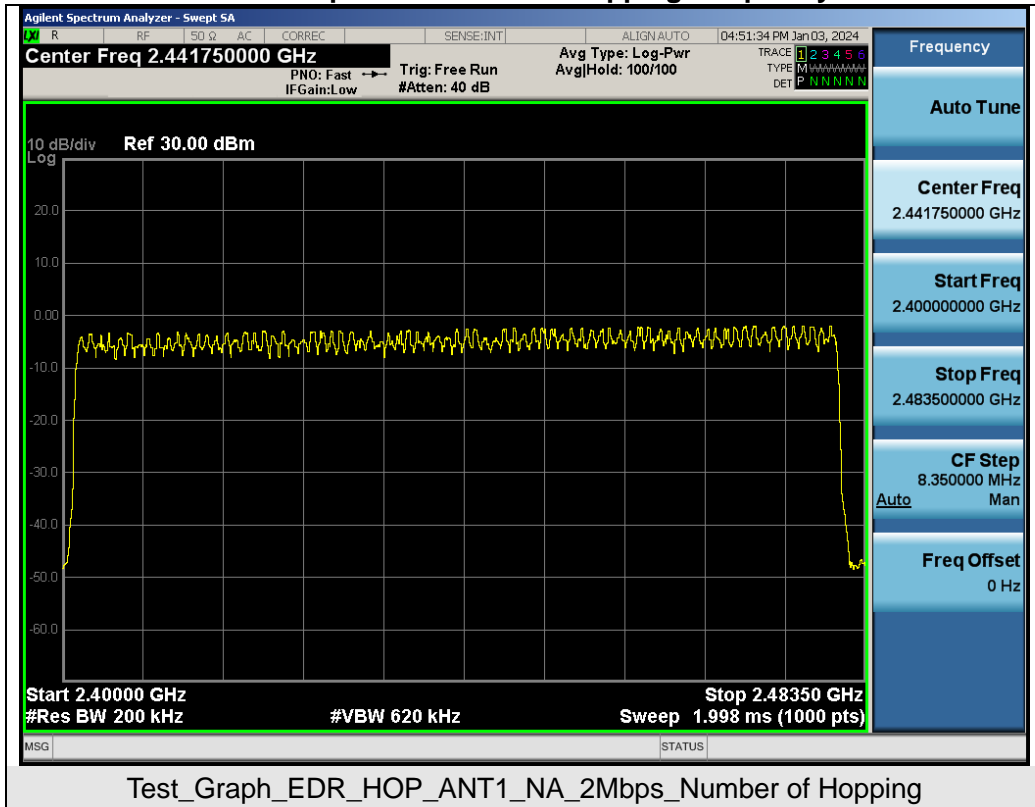 Agilent Spectrum Analyzer - Swept SA
LXI R RF 50 Ω AC CORREC SENSE:INT ALIGN AUTO 04:51:34 PM Jan 03, 2024
Center Freq 2.441750000 GHz
PNO: Fast
IFGain:Low
Trig: Free Run
#Atten: 40 dB
Avg Type: Log-Pwr
Avg|Hold: 100/100
TRACE 1 2 3 4 5 6
TYPE M WWWWW
DET P N N N N N
10 dB/div Ref 30.00 dBm
Log
20.0
10.0
0.00
-10.0
-20.0
-30.0
-40.0
-50.0
-60.0
Start 2.40000 GHz Stop 2.48350 GHz
#Res BW 200 kHz #VBW 620 kHz Sweep 1.998 ms (1000 pts)
MSG STATUS
Frequency
Auto Tune
Center Freq
2.441750000 GHz
Start Freq
2.400000000 GHz
Stop Freq
2.483500000 GHz
CF Step
8.350000 MHz
Auto Man
Freq Offset
0 Hz
Test_Graph_EDR_HOP_ANT1_NA_2Mbps_Number of Hopping